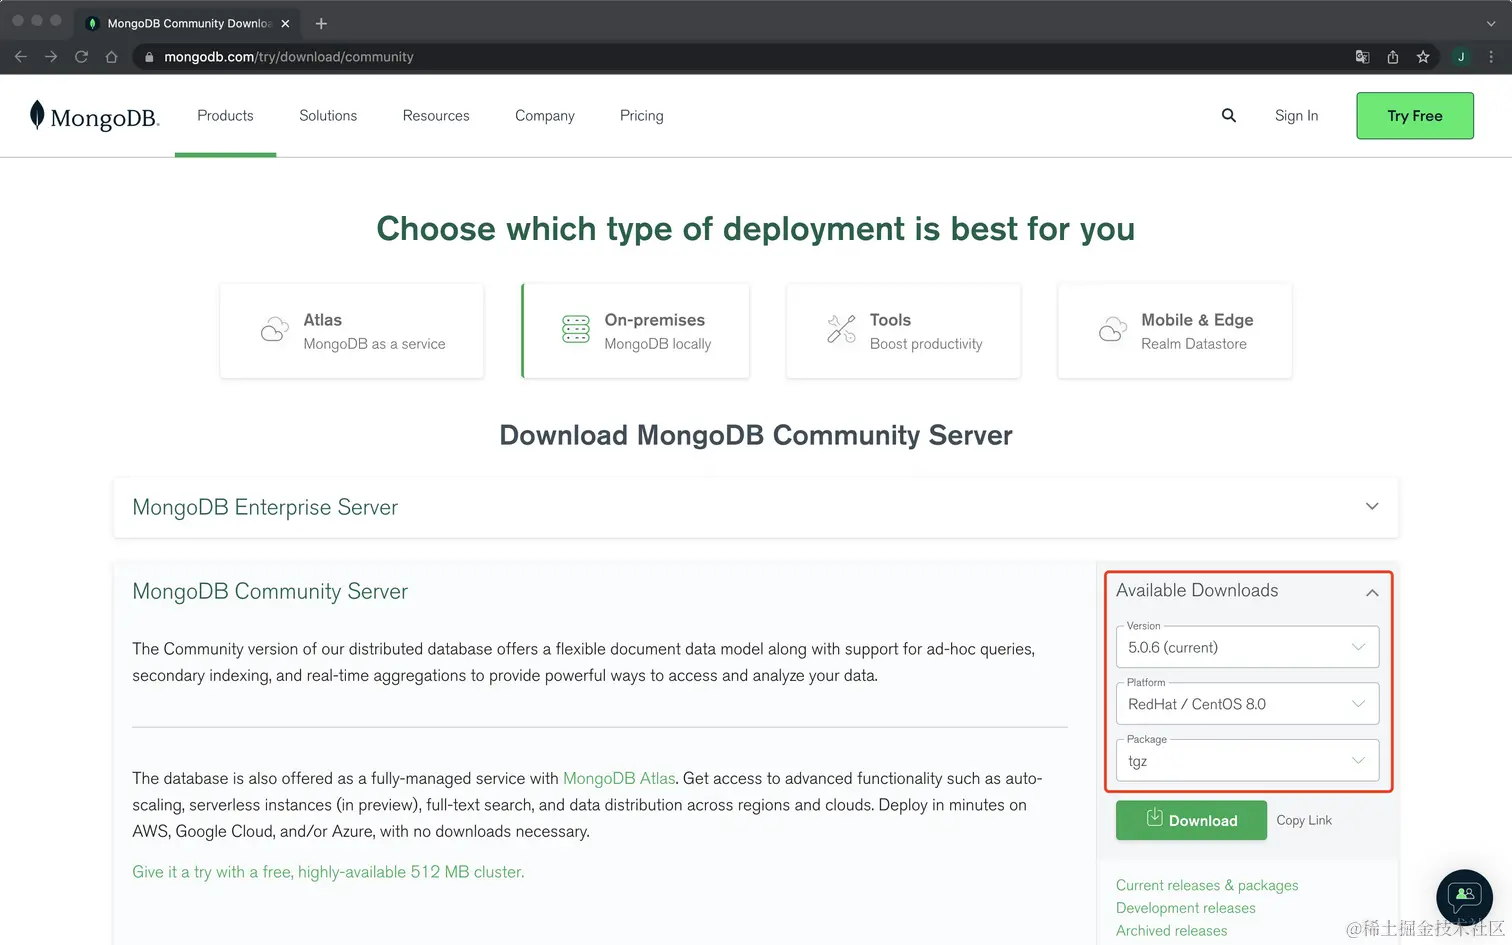 MongoDB Community Downlo
mongodb.com/try/download/community
J
MongoDB.
Products
Solutions
Resources
Company
Pricing
Sign In
Try Free
Choose which type of deployment is best for you
Atlas
MongoDB as a service
On-premises
MongoDB locally
Tools
Boost productivity
Mobile & Edge
Realm Datastore
Download MongoDB Community Server
MongoDB Enterprise Server
MongoDB Community Server
The Community version of our distributed database offers a flexible document data model along with support for ad-hoc queries,
secondary indexing, and real-time aggregations to provide powerful ways to access and analyze your data.
The database is also offered as a fully-managed service with MongoDB Atlas. Get access to advanced functionality such as auto-
scaling, serverless instances (in preview), full-text search, and data distribution across regions and clouds. Deploy in minutes on
AWS, Google Cloud, and/or Azure, with no downloads necessary.
Give it a try with a free, highly-available 512 MB cluster.
Available Downloads
Version
5.0.6 (current)
Platform
RedHat / CentOS 8.0
Package
tgz
Download
Copy Link
Current releases & packages
Development releases
Archived releases
@稀土掘金技术社区